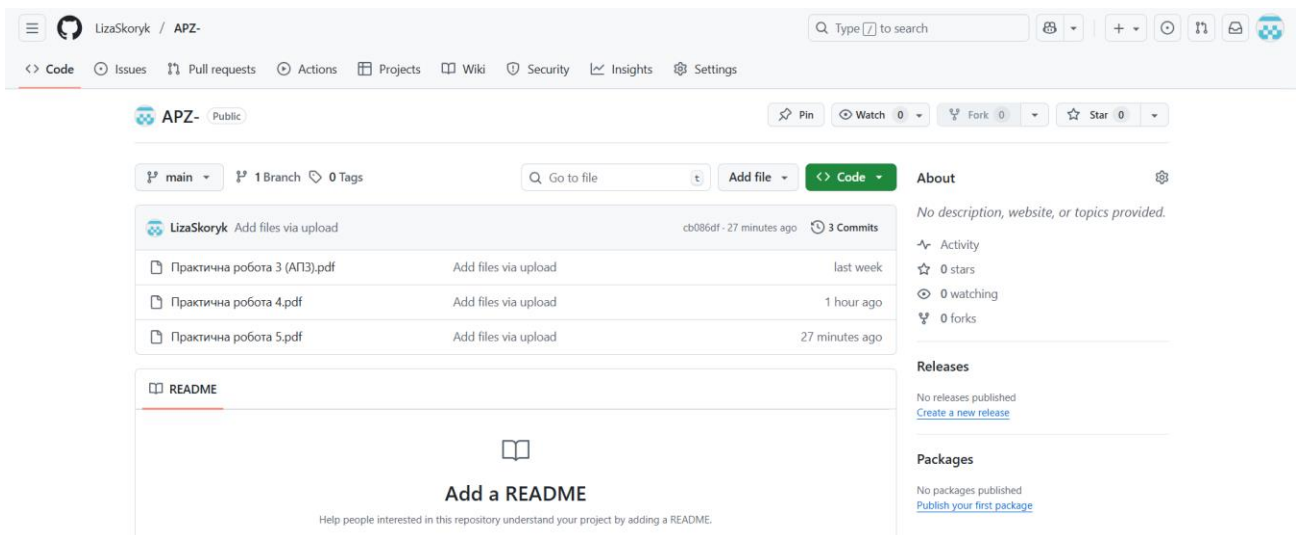 LizaSkoryk / APZ-
Type / to search
Code Issues Pull requests Actions Projects Wiki Security Insights Settings
APZ- Public
Pin Watch 0 Fork 0 Star 0
main 1 Branch 0 Tags
Go to file t Add file Code
LizaSkoryk Add files via upload cb086df · 27 minutes ago 3 Commits
Практична робота 3 (АПЗ).pdf Add files via upload last week
Практична робота 4.pdf Add files via upload 1 hour ago
Практична робота 5.pdf Add files via upload 27 minutes ago
README
Add a README
Help people interested in this repository understand your project by adding a README.
About
No description, website, or topics provided.
Activity
0 stars
0 watching
0 forks
Releases
No releases published
Create a new release
Packages
No packages published
Publish your first package